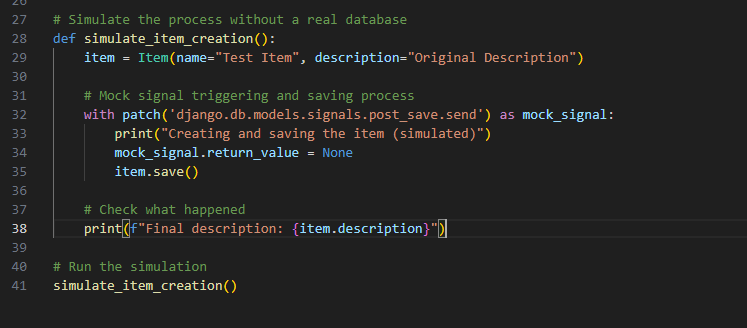 26
27 # Simulate the process without a real database
28 def simulate_item_creation():
29     item = Item(name="Test Item", description="Original Description")
30
31     # Mock signal triggering and saving process
32     with patch('django.db.models.signals.post_save.send') as mock_signal:
33         print("Creating and saving the item (simulated)")
34         mock_signal.return_value = None
35         item.save()
36
37     # Check what happened
38     print(f"Final description: {item.description}")
39
40 # Run the simulation
41 simulate_item_creation()